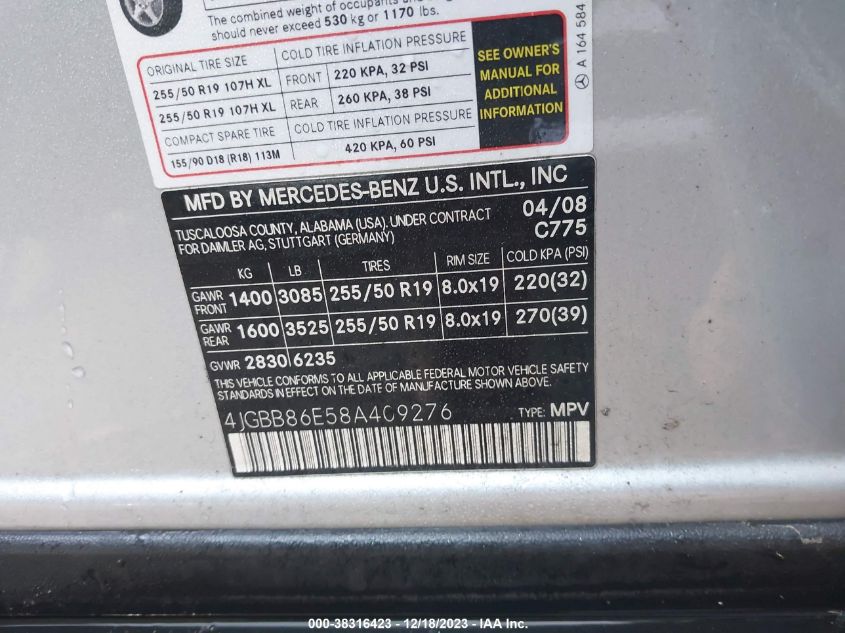 The combined weight of occupants and
should never exceed 530 kg or 1170 lbs.
ORIGINAL TIRE SIZE COLD TIRE INFLATION PRESSURE
255/50 R19 107H XL FRONT 220 KPA, 32 PSI
255/50 R19 107H XL REAR 260 KPA, 38 PSI
COMPACT SPARE TIRE COLD TIRE INFLATION PRESSURE
155/90 D18 (R18) 113M 420 KPA, 60 PSI
SEE OWNER'S
MANUAL FOR
ADDITIONAL
INFORMATION
A 164 584
MFD BY MERCEDES-BENZ U.S. INTL., INC
TUSCALOOSA COUNTY, ALABAMA (USA). UNDER CONTRACT 04/08
FOR DAIMLER AG, STUTTGART (GERMANY) C775
KG LB TIRES RIM SIZE COLD KPA (PSI)
GAWR FRONT 1400 3085 255/50 R19 8.0x19 220(32)
GAWR REAR 1600 3525 255/50 R19 8.0x19 270(39)
GVWR 2830 6235
THIS VEHICLE CONFORMS TO ALL APPLICABLE FEDERAL MOTOR VEHICLE SAFETY
STANDARDS IN EFFECT ON THE DATE OF MANUFACTURE SHOWN ABOVE.
4JGBB86E58A409276 TYPE: MPV
000-38316423 - 12/18/2023 - IAA Inc.